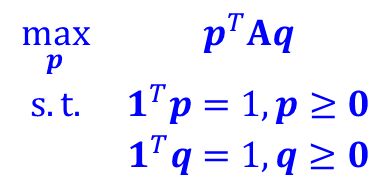 max p pᵀAq
s.t. 1ᵀp = 1, p ≥ 0
1ᵀq = 1, q ≥ 0